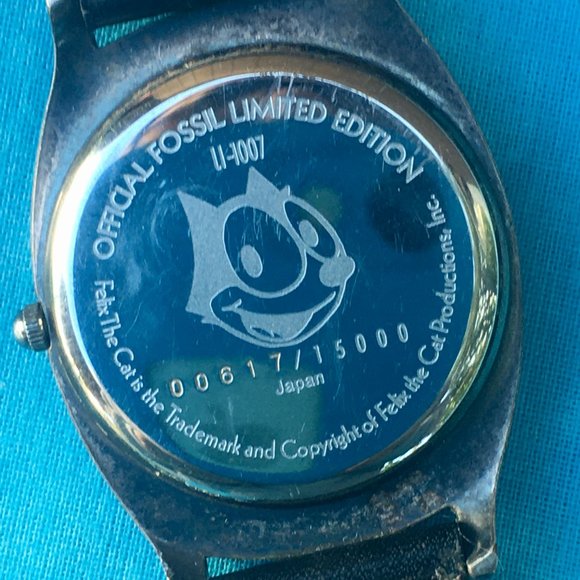 OFFICIAL FOSSIL LIMITED EDITION
LI-1007
00617/15000
Japan
Felix The Cat is the Trademark and Copyright of Felix the Cat Productions, Inc.